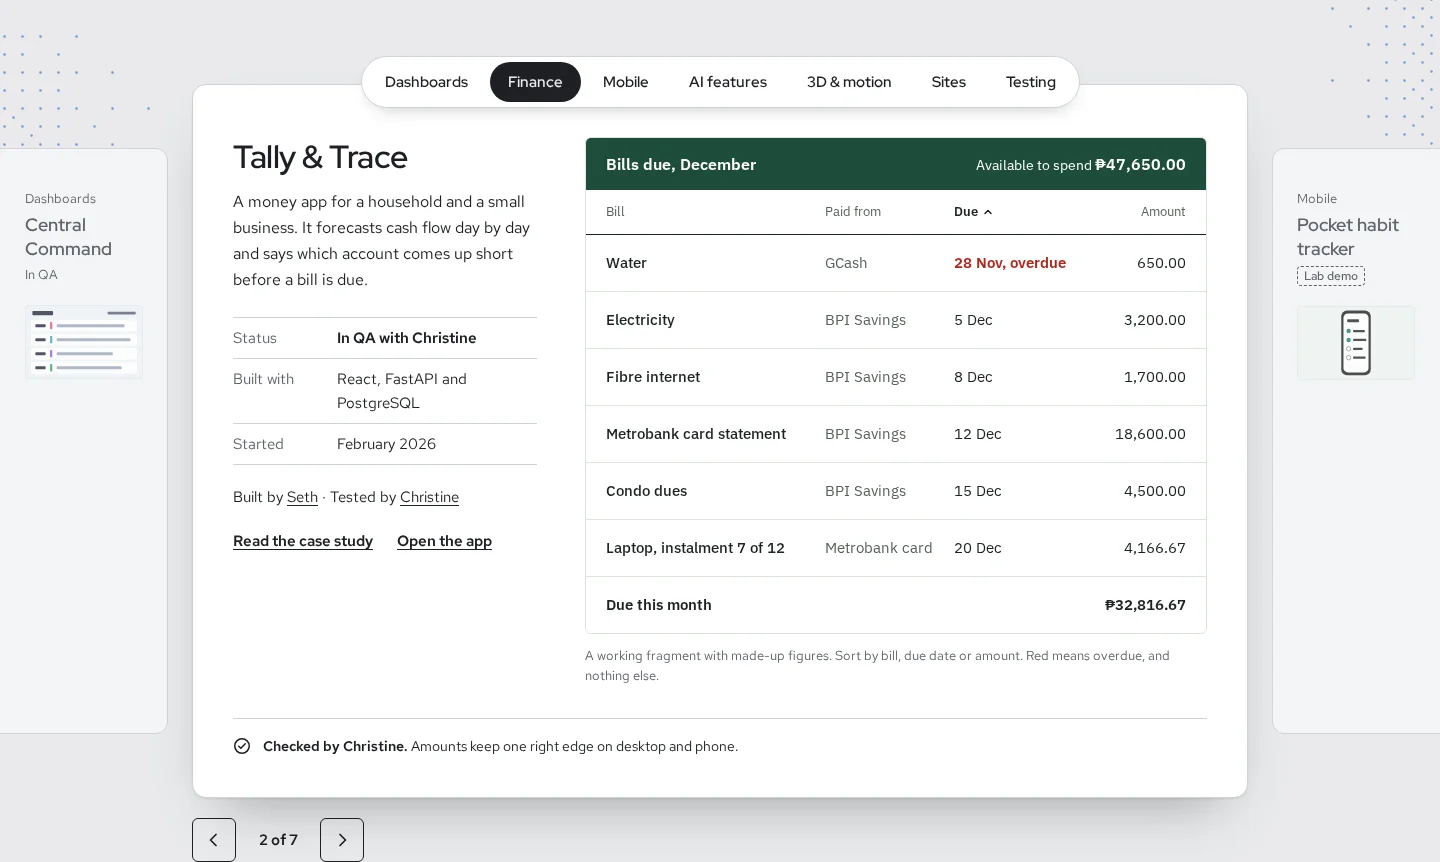 Dashboards Finance Mobile AI features 3D & motion Sites Testing
Dashboards
Central
Command
In QA
Tally & Trace
A money app for a household and a small
business. It forecasts cash flow day by day
and says which account comes up short
before a bill is due.
Status In QA with Christine
Built with React, FastAPI and
PostgreSQL
Started February 2026
Built by Seth · Tested by Christine
Read the case study Open the app
Bills due, December Available to spend ₱47,650.00
Bill Paid from Due Amount
Water GCash 28 Nov, overdue 650.00
Electricity BPI Savings 5 Dec 3,200.00
Fibre internet BPI Savings 8 Dec 1,700.00
Metrobank card statement BPI Savings 12 Dec 18,600.00
Condo dues BPI Savings 15 Dec 4,500.00
Laptop, instalment 7 of 12 Metrobank card 20 Dec 4,166.67
Due this month ₱32,816.67
A working fragment with made-up figures. Sort by bill, due date or amount. Red means overdue, and
nothing else.
Checked by Christine. Amounts keep one right edge on desktop and phone.
Mobile
Pocket habit
tracker
Lab demo
2 of 7